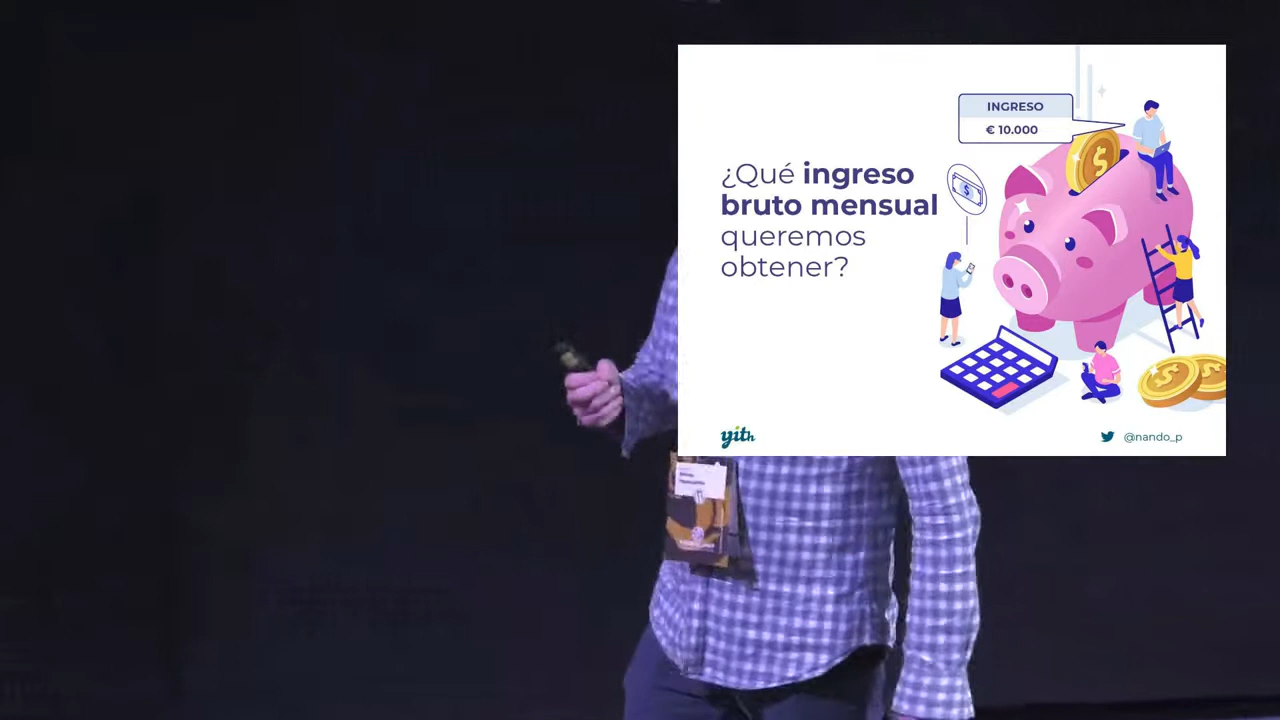 INGRESO
€ 10.000
¿Qué ingreso
bruto mensual
queremos
obtener?
yith
@nando_p